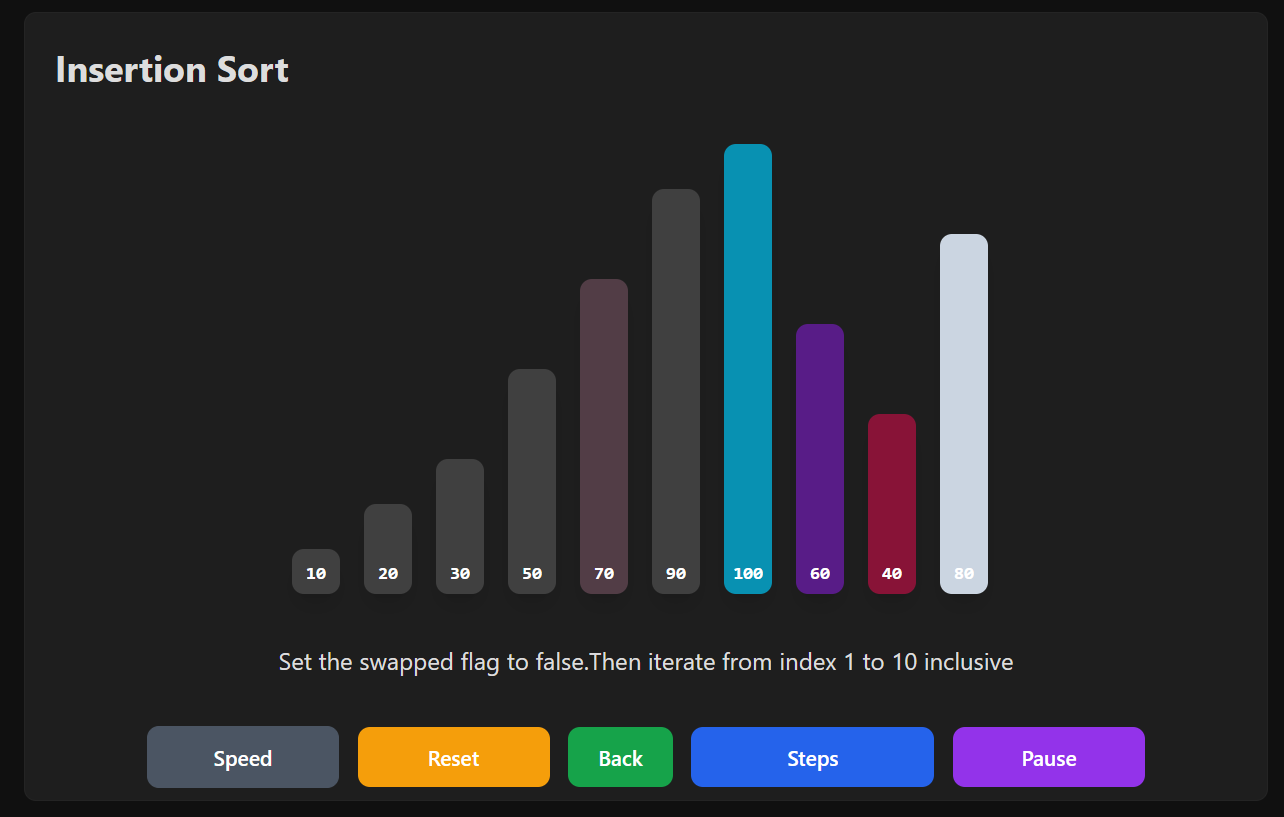 Insertion Sort
10 20 30 50 70 90 100 60 40 80
Set the swapped flag to false.Then iterate from index 1 to 10 inclusive
Speed Reset Back Steps Pause